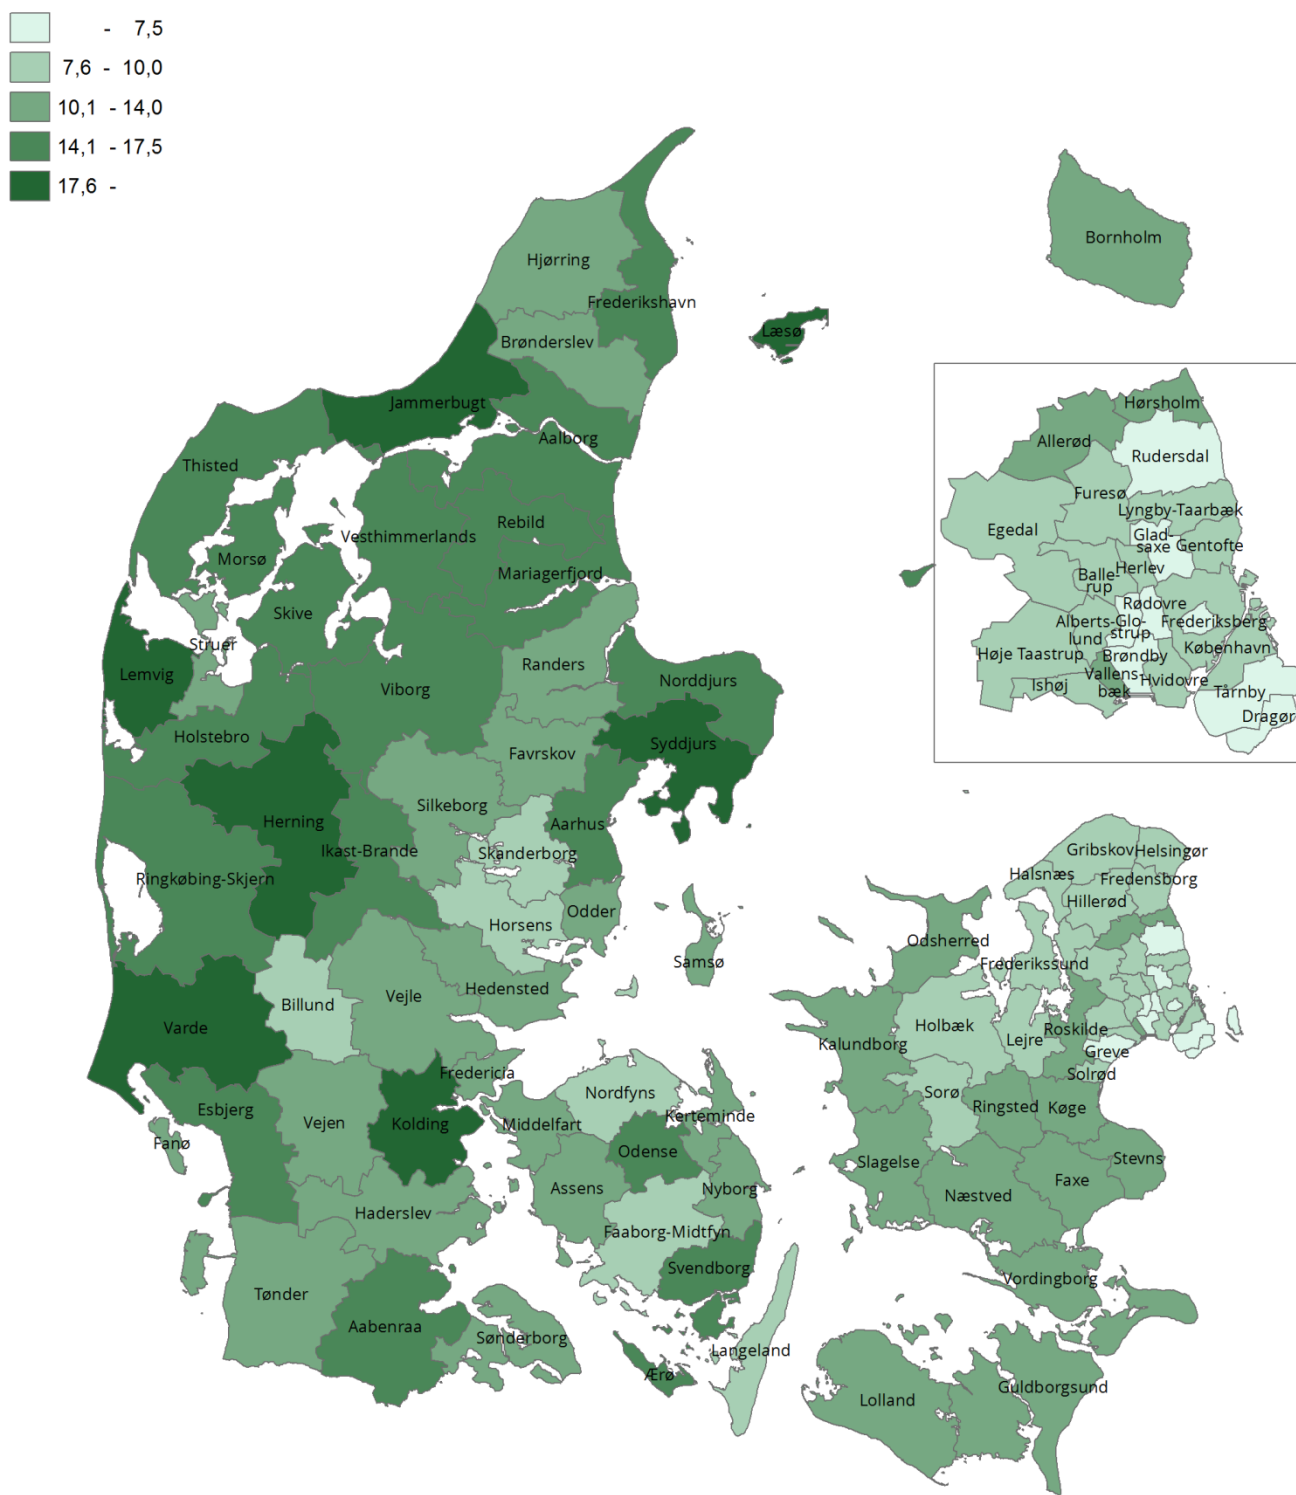 - 7,5
7,6 - 10,0
10,1 - 14,0
14,1 - 17,5
17,6 -
Bornholm
Hjørring
Frederikshavn
Læsø
Brønderslev
Jammerbugt
Hørsholm
Aalborg
Allerød
Rudersdal
Thisted
Furesø
Lyngby-Taarbæk
Rebild
Egedal
Vesthimmerlands
Glad-
saxe
Gentofte
Morsø
Mariagerfjord
Herlev
Balle-
rup
Rødovre
Skive
Alberts-
lund
Glo-
strup
Frederiksberg
Struer
København
Høje Taastrup
Brøndby
Randers
Lemvig
Vallens-
bæk
Hvidovre
Norddjurs
Ishøj
Viborg
Tårnby
Dragør
Holstebro
Syddjurs
Favrskov
Silkeborg
Herning
Aarhus
Ikast-Brande
Skanderborg
Gribskov
Helsingør
Halsnæs
Ringkøbing-Skjern
Fredensborg
Hillerød
Odder
Horsens
Odsherred
Samsø
Frederikssund
Hedensted
Vejle
Billund
Holbæk
Varde
Roskilde
Lejre
Kalundborg
Greve
Fredericia
Solrød
Nordfyns
Sorø
Ringsted
Køge
Esbjerg
Kerteminde
Vejen
Kolding
Middelfart
Fanø
Odense
Stevns
Slagelse
Faxe
Assens
Nyborg
Næstved
Haderslev
Faaborg-Midtfyn
Svendborg
Vordingborg
Tønder
Aabenraa
Sønderborg
Langeland
Ærø
Guldborgsund
Lolland